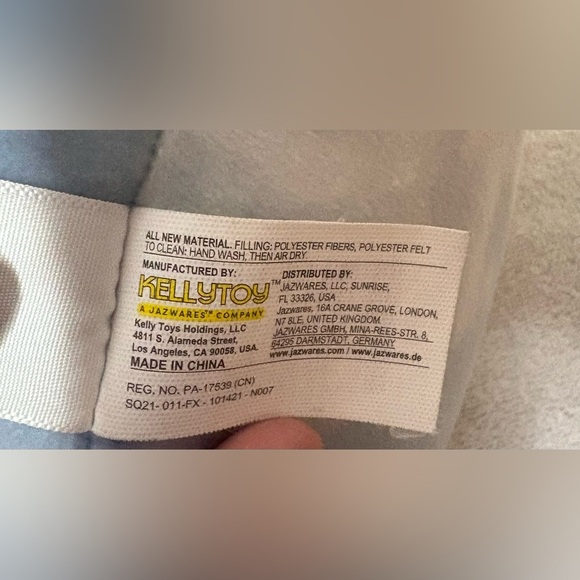 ALL NEW MATERIAL. FILLING: POLYESTER FIBERS, POLYESTER FELT
TO CLEAN: HAND WASH, THEN AIR DRY
MANUFACTURED BY:
KELLYTOY™
A JAZWARES™ COMPANY
Kelly Toys Holdings, LLC
4811 S. Alameda Street,
Los Angeles, CA 90058, USA.
MADE IN CHINA
DISTRIBUTED BY:
JAZWARES, LLC, SUNRISE,
FL 33326, USA
Jazwares, 16A CRANE GROVE, LONDON,
N7 8LE, UNITED KINGDOM
JAZWARES GMBH, MINA-REES-STR. 8,
64295 DARMSTADT, GERMANY
www.jazwares.com / www.jazwares.de
REG. NO. PA-17539 (CN)
SQ21- 011-FX - 101421 - N007